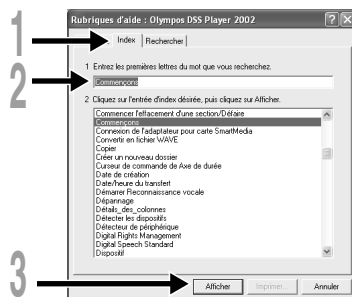 Rubriques d'aide : Olympos DSS Player 2002
1
Index
Rechercher
2
1 Entrez les premières lettres du mot que vous recherchez.
Commençons
2 Cliquez sur l'entrée d'index désirée, puis cliquez sur Afficher.
Commencer l'effacement d'une section/Défaire
Commençons
Connexion de l'adaptateur pour carte SmartMedia
Convertir en fichier WAVE
Copier
Créer un nouveau dossier
Curseur de commande de Axe de durée
Date de création
Date/heure du transfert
Démarrer Reconnaissance vocale
Dépannage
Détails_des_colonnes
Détecter les dispositifs
Détecteur de périphérique
Digital Rights Management
Digital Speech Standard
Dispositif
3
Afficher
Imprimer...
Annuler